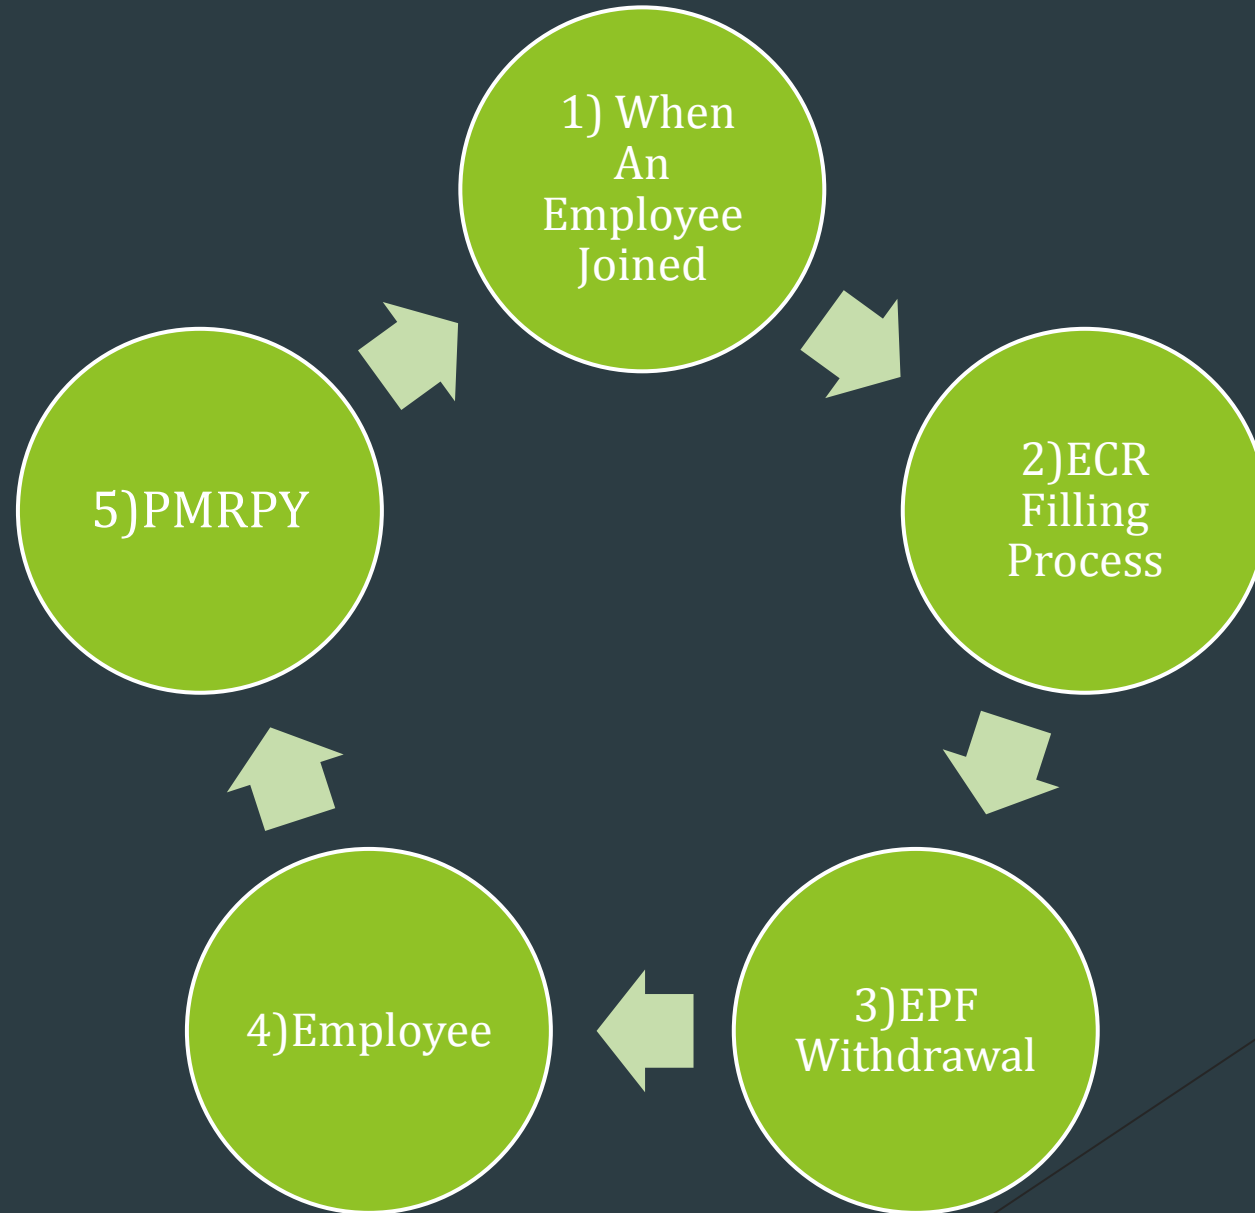 1) When
An
Employee
Joined
2)ECR
Filling
Process
3)EPF
Withdrawal
4)Employee
5)PMRPY